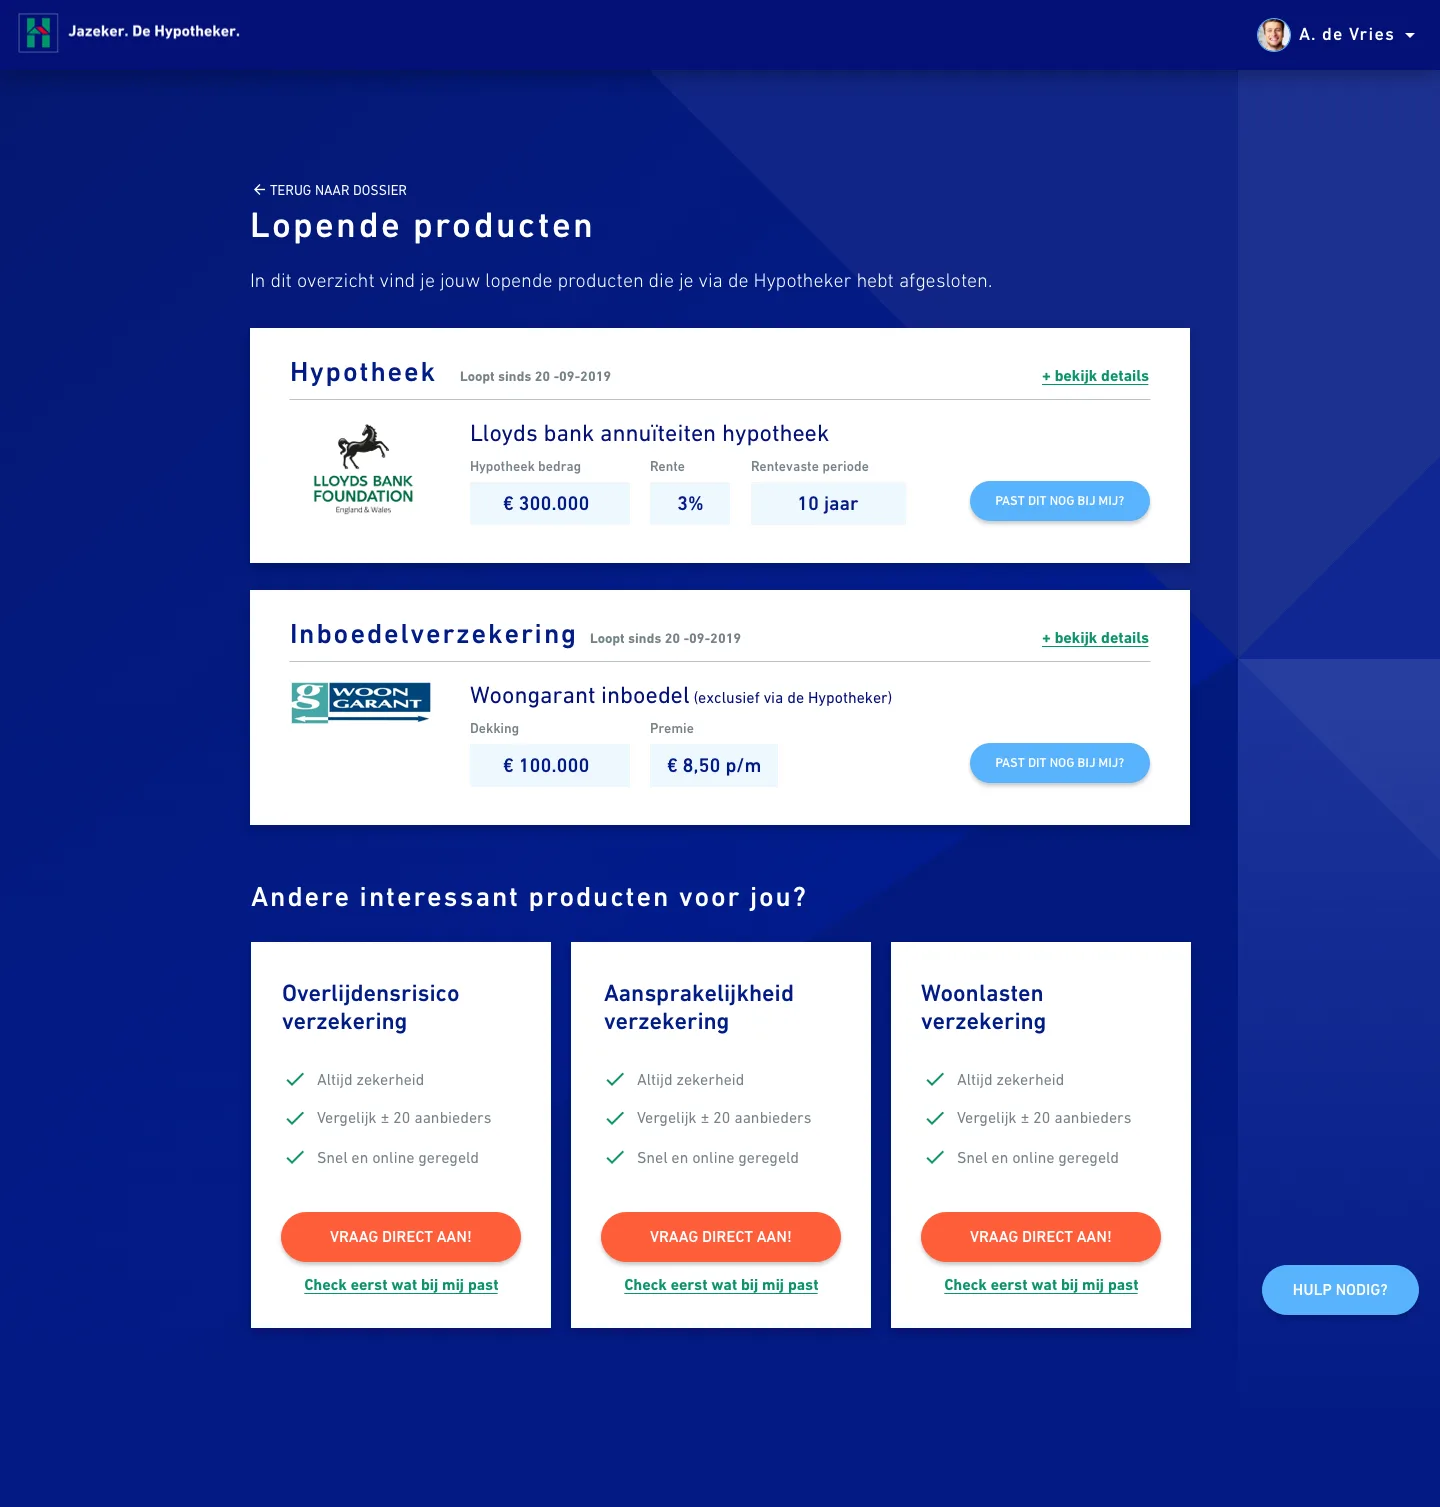 Jazeker. De Hypotheker.
A. de Vries
TERUG NAAR DOSSIER
Lopende producten
In dit overzicht vind je jouw lopende producten die je via de Hypotheker hebt afgesloten.
Hypotheek Loopt sinds 20 -09-2019 + bekijk details
LLOYDS BANK
FOUNDATION
England & Wales
Lloyds bank annuïteiten hypotheek
Hypotheek bedrag Rente Rentevaste periode
€ 300.000 3% 10 jaar
PAST DIT NOG BIJ MIJ?
Inboedelverzekering Loopt sinds 20 -09-2019 + bekijk details
g WOON
GARANT
Woongarant inboedel (exclusief via de Hypotheker)
Dekking Premie
€ 100.000 € 8,50 p/m
PAST DIT NOG BIJ MIJ?
Andere interessant producten voor jou?
Overlijdensrisico
verzekering
Altijd zekerheid
Vergelijk ± 20 aanbieders
Snel en online geregeld
VRAAG DIRECT AAN!
Check eerst wat bij mij past
Aansprakelijkheid
verzekering
Altijd zekerheid
Vergelijk ± 20 aanbieders
Snel en online geregeld
VRAAG DIRECT AAN!
Check eerst wat bij mij past
Woonlasten
verzekering
Altijd zekerheid
Vergelijk ± 20 aanbieders
Snel en online geregeld
VRAAG DIRECT AAN!
Check eerst wat bij mij past
HULP NODIG?